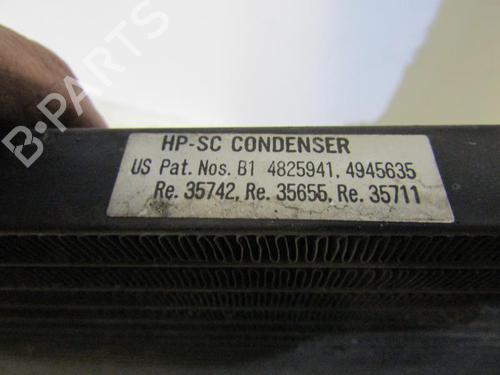 HP-SC CONDENSER
US Pat. Nos. B1 4825941, 4945635
Re. 35742, Re. 35655, Re. 35711
B-PARTS